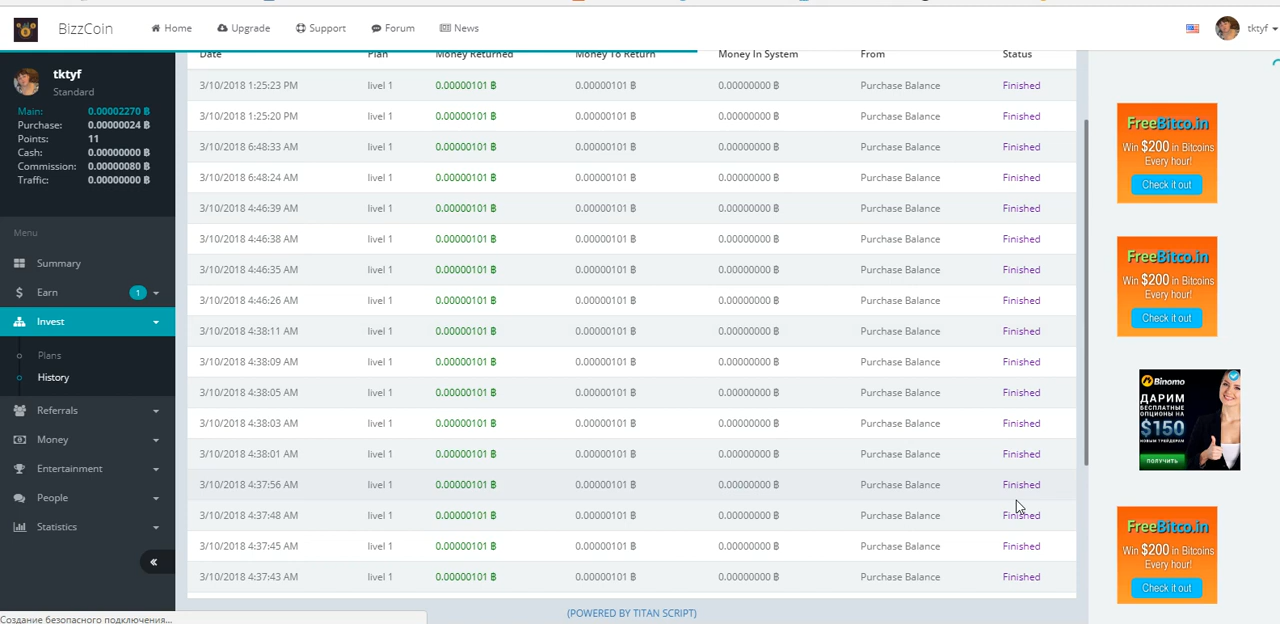 BizzCoin
Home
Upgrade
Support
Forum
News
tktyf
tktyf
Standard
Main: 0.00002270 ฿
Purchase: 0.00000024 ฿
Points: 11
Cash: 0.00000000 ฿
Commission: 0.00000080 ฿
Traffic: 0.00000000 ฿
Menu
Summary
Earn 1
Invest
Plans
History
Referrals
Money
Entertainment
People
Statistics
Date Plan Money Returned Money To Return Money In System From Status
3/10/2018 1:25:23 PM livel 1 0.00000101 ฿ 0.00000101 ฿ 0.00000000 ฿ Purchase Balance Finished
3/10/2018 1:25:20 PM livel 1 0.00000101 ฿ 0.00000101 ฿ 0.00000000 ฿ Purchase Balance Finished
3/10/2018 6:48:33 AM livel 1 0.00000101 ฿ 0.00000101 ฿ 0.00000000 ฿ Purchase Balance Finished
3/10/2018 6:48:24 AM livel 1 0.00000101 ฿ 0.00000101 ฿ 0.00000000 ฿ Purchase Balance Finished
3/10/2018 4:46:39 AM livel 1 0.00000101 ฿ 0.00000101 ฿ 0.00000000 ฿ Purchase Balance Finished
3/10/2018 4:46:38 AM livel 1 0.00000101 ฿ 0.00000101 ฿ 0.00000000 ฿ Purchase Balance Finished
3/10/2018 4:46:35 AM livel 1 0.00000101 ฿ 0.00000101 ฿ 0.00000000 ฿ Purchase Balance Finished
3/10/2018 4:46:26 AM livel 1 0.00000101 ฿ 0.00000101 ฿ 0.00000000 ฿ Purchase Balance Finished
3/10/2018 4:38:11 AM livel 1 0.00000101 ฿ 0.00000101 ฿ 0.00000000 ฿ Purchase Balance Finished
3/10/2018 4:38:09 AM livel 1 0.00000101 ฿ 0.00000101 ฿ 0.00000000 ฿ Purchase Balance Finished
3/10/2018 4:38:05 AM livel 1 0.00000101 ฿ 0.00000101 ฿ 0.00000000 ฿ Purchase Balance Finished
3/10/2018 4:38:03 AM livel 1 0.00000101 ฿ 0.00000101 ฿ 0.00000000 ฿ Purchase Balance Finished
3/10/2018 4:38:01 AM livel 1 0.00000101 ฿ 0.00000101 ฿ 0.00000000 ฿ Purchase Balance Finished
3/10/2018 4:37:56 AM livel 1 0.00000101 ฿ 0.00000101 ฿ 0.00000000 ฿ Purchase Balance Finished
3/10/2018 4:37:48 AM livel 1 0.00000101 ฿ 0.00000101 ฿ 0.00000000 ฿ Purchase Balance Finished
3/10/2018 4:37:45 AM livel 1 0.00000101 ฿ 0.00000101 ฿ 0.00000000 ฿ Purchase Balance Finished
3/10/2018 4:37:43 AM livel 1 0.00000101 ฿ 0.00000101 ฿ 0.00000000 ฿ Purchase Balance Finished
(POWERED BY TITAN SCRIPT)
FreeBitco.in
Win $200 in Bitcoins
Every hour!
Check it out
FreeBitco.in
Win $200 in Bitcoins
Every hour!
Check it out
Binomo
ДАРИМ
БЕСПЛАТНЫЕ
ОПЦИОНЫ НА
$150
НОВЫМ ТРЕЙДЕРАМ
ПОЛУЧИТЬ
FreeBitco.in
Win $200 in Bitcoins
Every hour!
Check it out
Создание безопасного подключения...